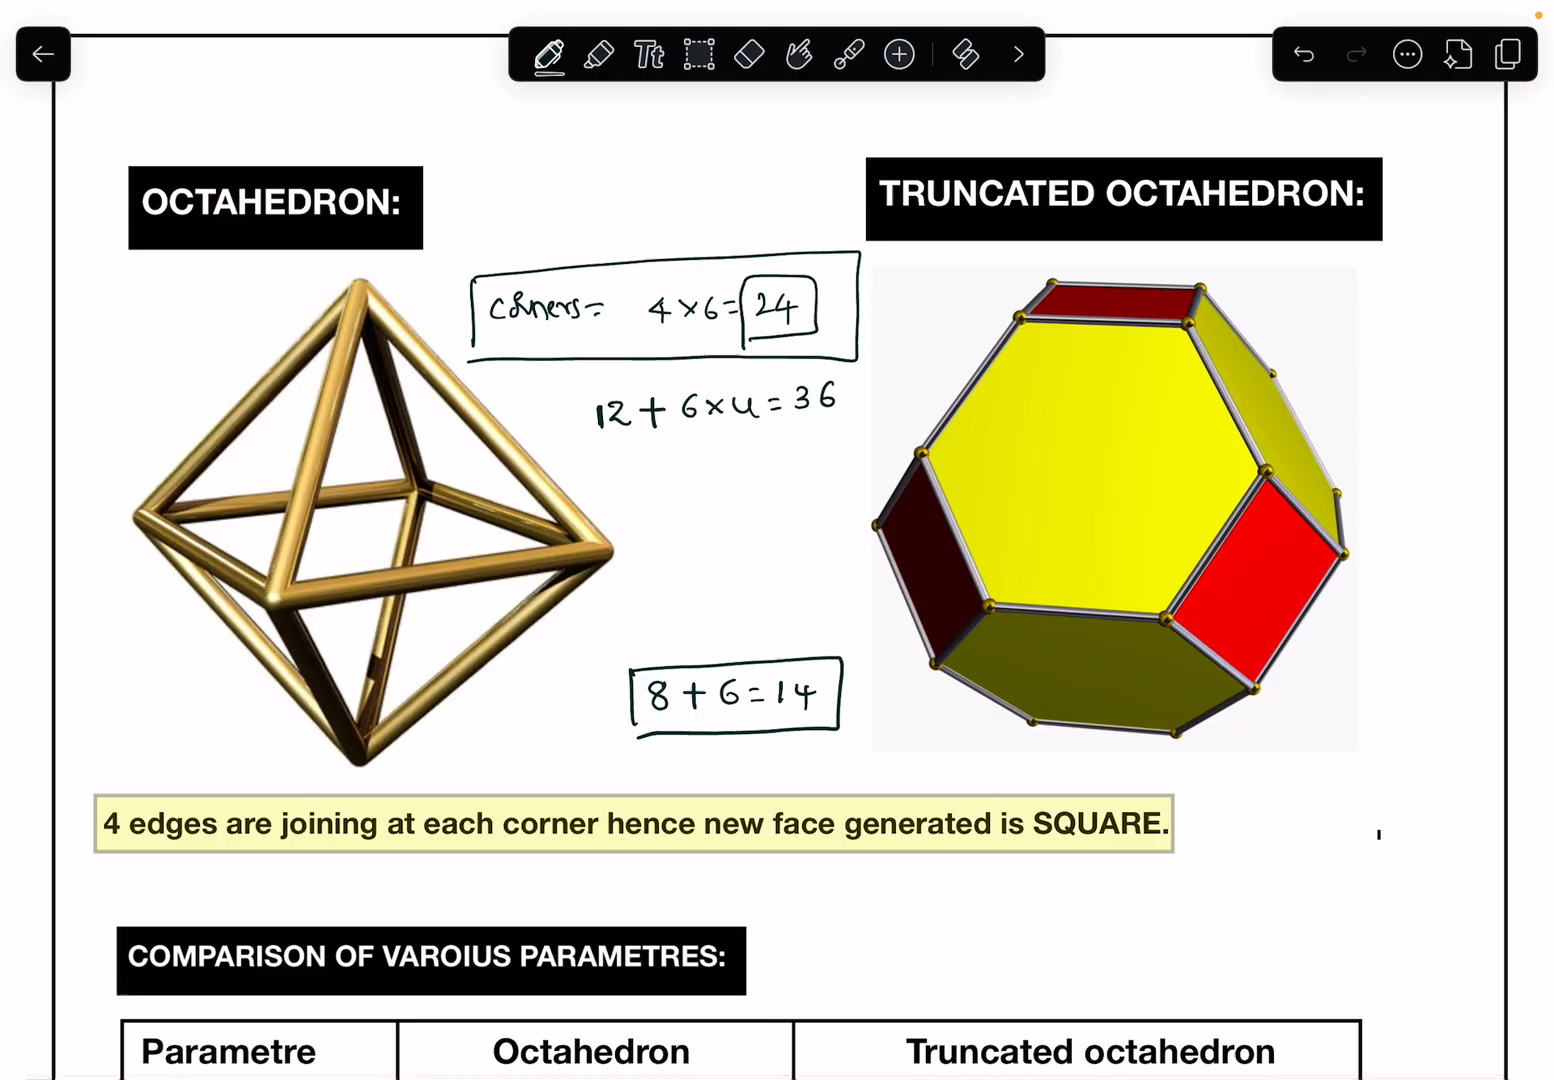 OCTAHEDRON:
TRUNCATED OCTAHEDRON:
Corners = 4 × 6 = 24
12 + 6 × 4 = 36
8 + 6 = 14
4 edges are joining at each corner hence new face generated is SQUARE.
COMPARISON OF VAROIUS PARAMETRES:
Parametre Octahedron Truncated octahedron